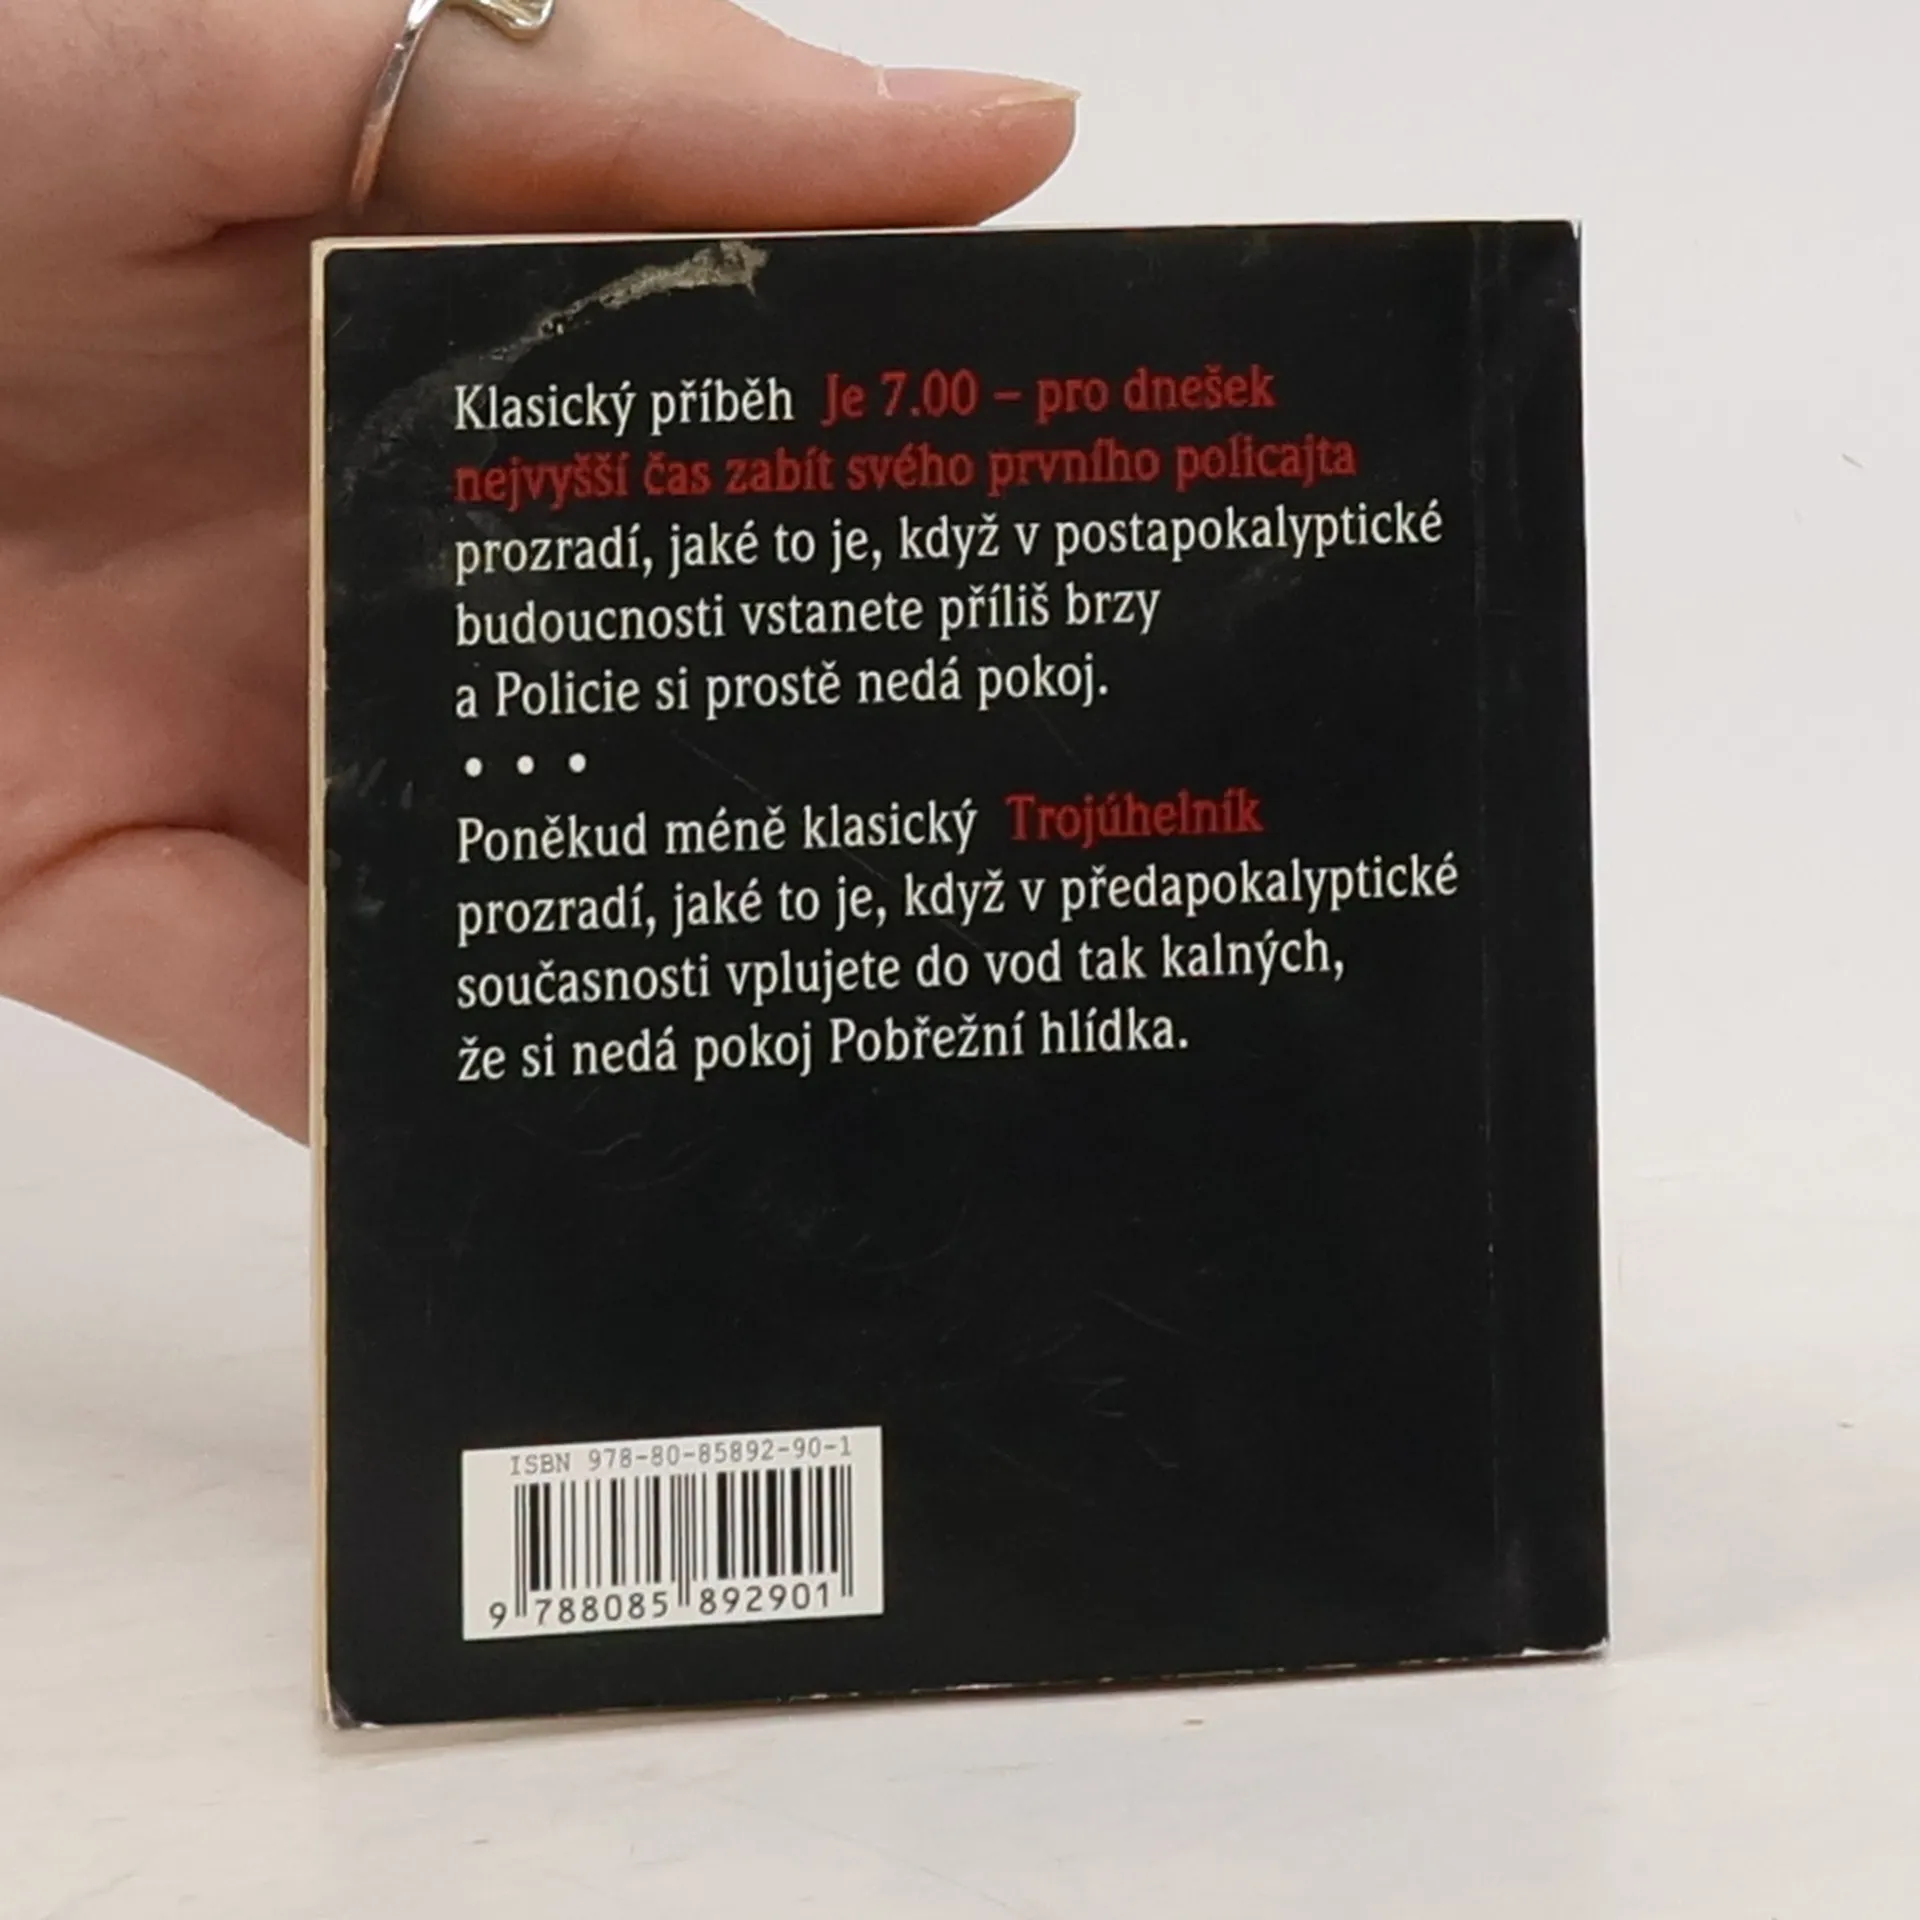 Klasický příběh Je 7.00 – pro dnešek
nejvyšší čas zabít svého prvního policajta
prozradí, jaké to je, když v postapokalyptické
budoucnosti vstanete příliš brzy
a Policie si prostě nedá pokoj.
• • •
Poněkud méně klasický Trojúhelník
prozradí, jaké to je, když v předapokalyptické
současnosti vplujete do vod tak kalných,
že si nedá pokoj Pobřežní hlídka.
ISBN 978-80-85892-90-1
9 788085 892901